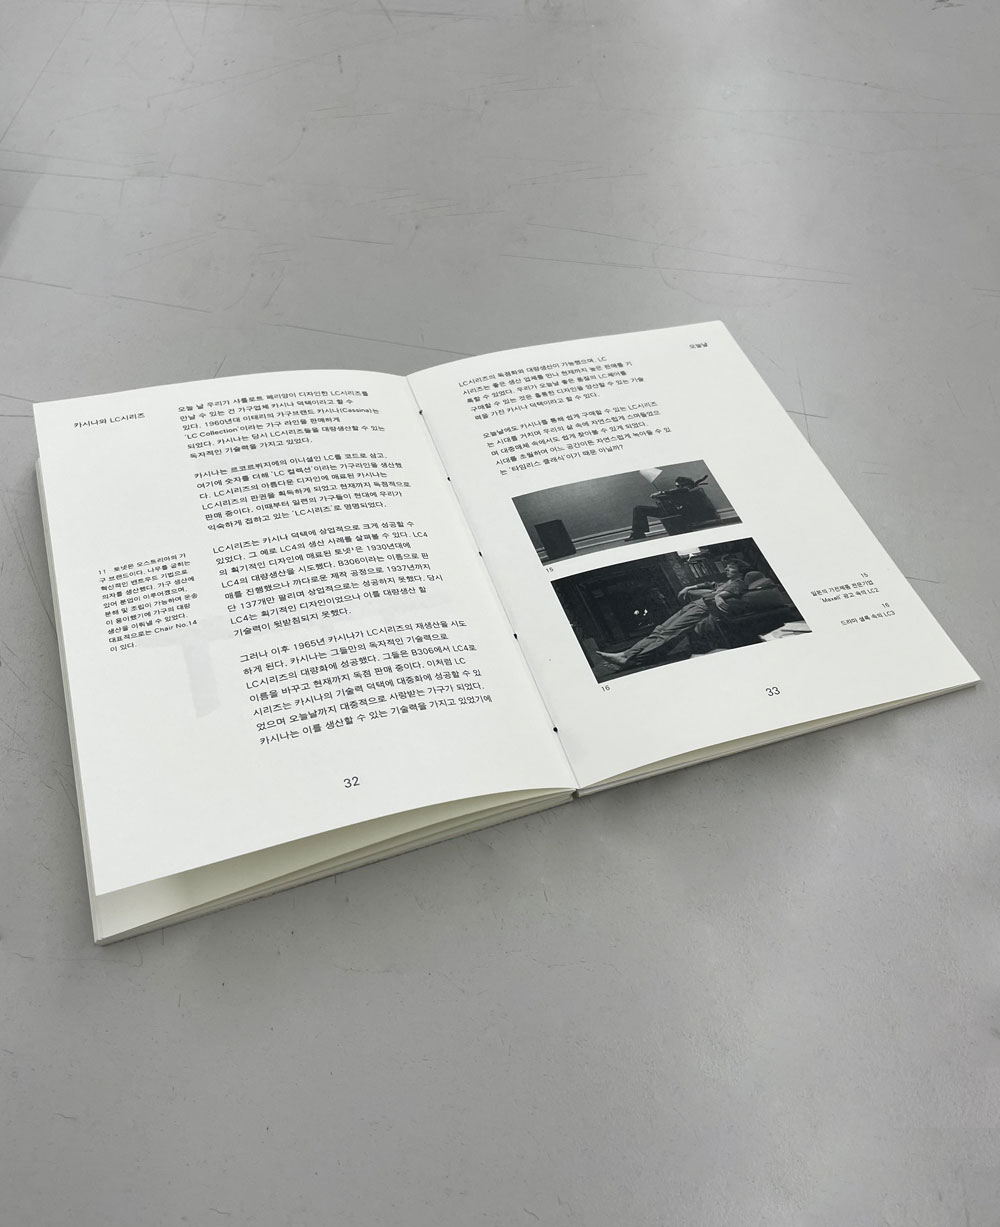 카시나와 LC시리즈
오늘 날 우리가 샤를로트 페리앙이 디자인한 LC시리즈를
만날 수 있는 건 가구업체 카시나 덕택이라고 할 수
있다. 1960년대 이태리의 가구브랜드 카시나(Cassina)는
'LC Collection'이라는 가구 라인을 판매하게
되었다. 카시나는 당시 LC시리즈들을 대량생산할 수 있는
독자적인 기술력을 가지고 있었다.
카시나는 르코르뷔지에의 이니셜인 LC를 코드로 삼고,
여기에 숫자를 더해 'LC 컬렉션'이라는 가구라인을 생산했
다. LC시리즈의 아름다운 디자인에 매료된 카시나는
LC시리즈의 판권을 획득하게 되었고 현재까지 독점적으로
판매 중이다. 이때부터 일련의 가구들이 현대에 우리가
익숙하게 접하고 있는 'LC시리즈'로 명명되었다.
LC시리즈는 카시나 덕택에 상업적으로 크게 성공할 수
있었다. 그 예로 LC4의 생산 사례를 살펴볼 수 있다. LC4
의 획기적인 디자인에 매료된 토넷¹¹은 1930년대에
LC4의 대량생산을 시도했다. B306이라는 이름으로 판
매를 진행했으나 까다로운 제작 공정으로 1937년까지
단 137개만 팔리며 상업적으로는 성공하지 못했다. 당시
LC4는 획기적인 디자인이었으나 이를 대량생산 할
기술력이 뒷받침되지 못했다.
그러나 이후 1965년 카시나가 LC시리즈의 재생산을 시도
하게 된다. 카시나는 그들만의 독자적인 기술력으로
LC시리즈의 대량화에 성공했다. 그들은 B306에서 LC4로
이름을 바꾸고 현재까지 독점 판매 중이다. 이처럼 LC
시리즈는 카시나의 기술력 덕택에 대중화에 성공할 수 있
었으며 오늘날까지 대중적으로 사랑받는 가구가 되었다.
카시나는 이를 생산할 수 있는 기술력을 가지고 있었기에
11 토넷은 오스트리아의 가
구 브랜드이다. 나무를 굽히는
혁신적인 벤트우드 기법으로
의자를 생산했다. 가구 생산에
있어 분업이 이루어졌으며,
분해 및 조립이 가능하여 운송
이 용이했기에 가구의 대량
생산을 이뤄낼 수 있었다.
대표적으로는 Chair No.14
이 있다.
32
오늘날
LC시리즈의 독점화와 대량생산이 가능했으며, LC
시리즈는 좋은 생산 업체를 만나 현재까지 높은 판매를 기
록할 수 있었다. 우리가 오늘날 좋은 품질의 LC체어를
구매할 수 있는 것은 훌륭한 디자인을 양산할 수 있는 기술
력을 가진 카시나 덕택이라고 할 수 있다.
오늘날에도 카시나를 통해 쉽게 구매할 수 있는 LC시리즈
는 시대를 거치며 우리의 삶 속에 자연스럽게 스며들었으
며 대중매체 속에서도 쉽게 찾아볼 수 있게 되었다.
시대를 초월하여 어느 공간이든 자연스럽게 녹아들 수 있
는 '타임리스 클래식'이기 때문 아닐까?
15
16
15
일본의 가전제품 전문기업
'Maxell' 광고 속의 LC2
16
드라마 셜록 속의 LC3
33